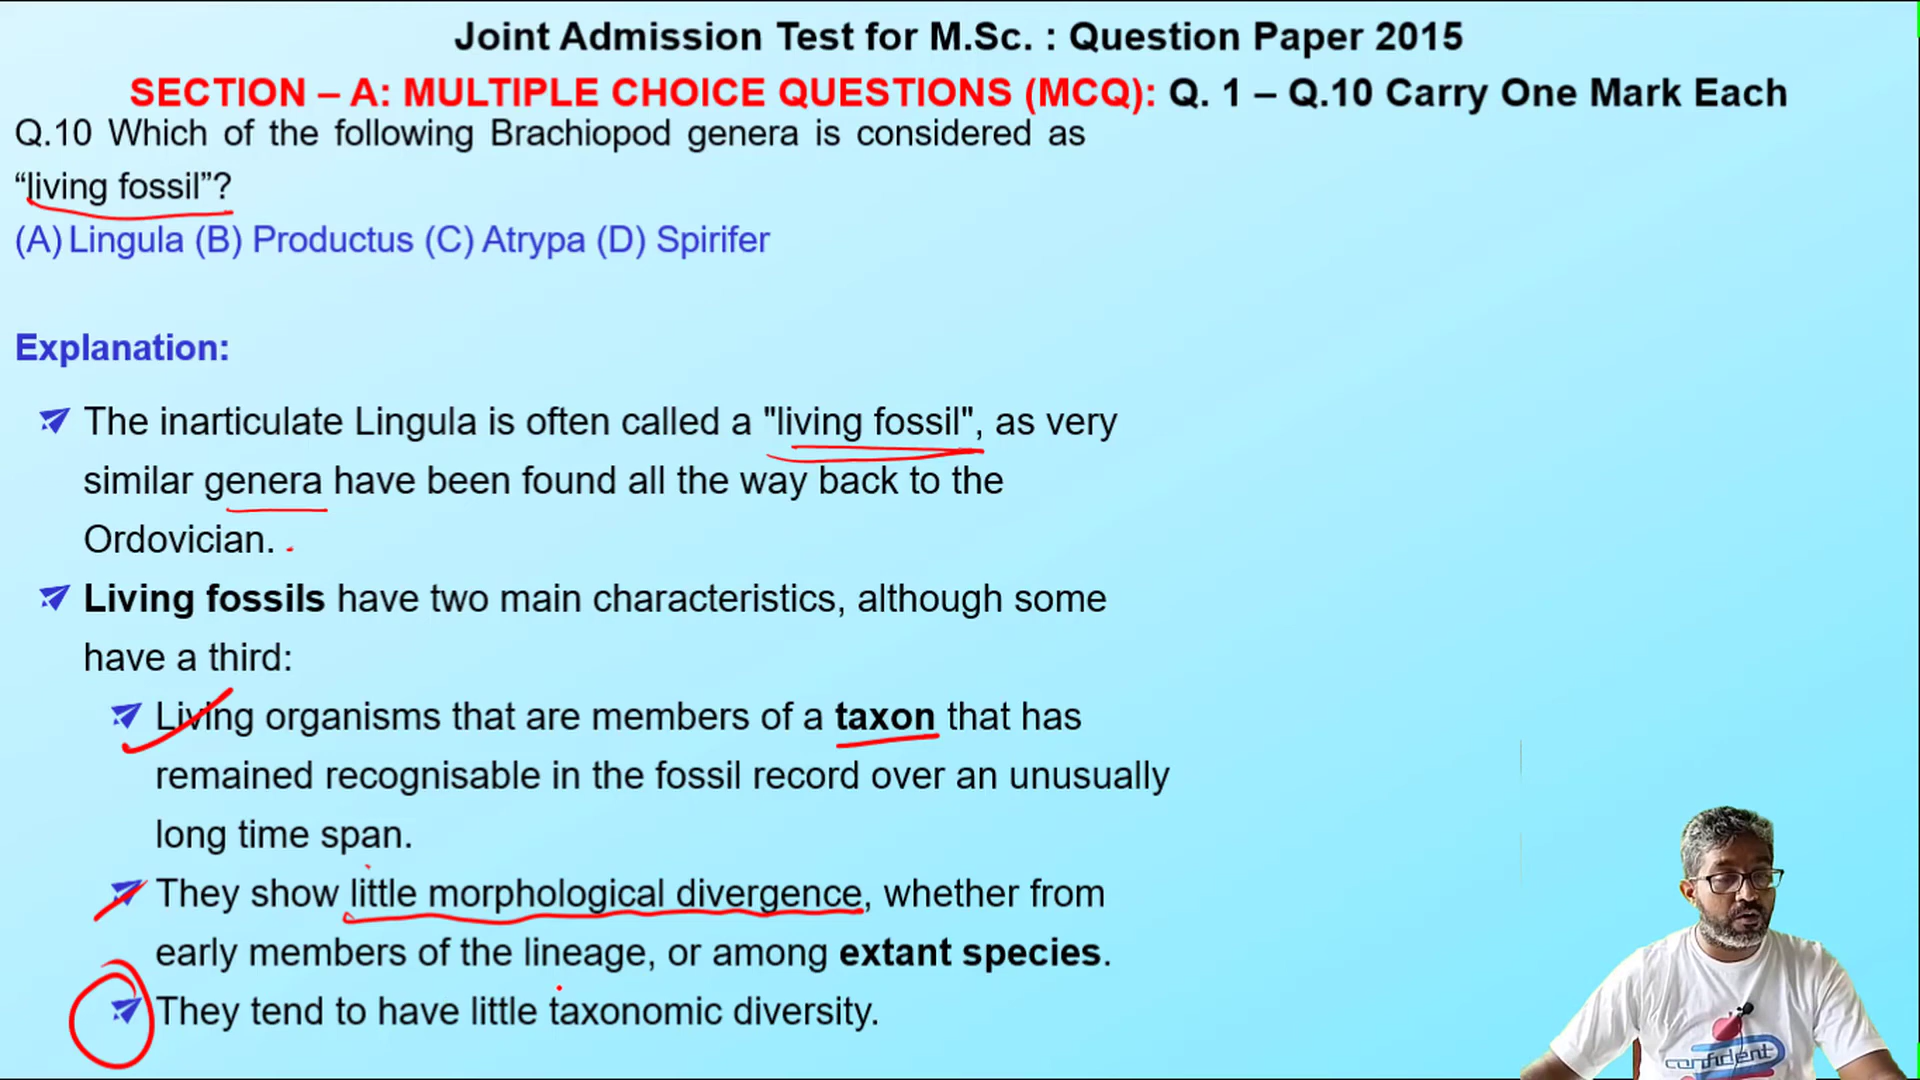 Joint Admission Test for M.Sc. : Question Paper 2015
SECTION – A: MULTIPLE CHOICE QUESTIONS (MCQ): Q. 1 – Q.10 Carry One Mark Each
Q.10 Which of the following Brachiopod genera is considered as
“living fossil”?
(A) Lingula (B) Productus (C) Atrypa (D) Spirifer
Explanation:
The inarticulate Lingula is often called a "living fossil", as very
similar genera have been found all the way back to the
Ordovician.
Living fossils have two main characteristics, although some
have a third:
Living organisms that are members of a taxon that has
remained recognisable in the fossil record over an unusually
long time span.
They show little morphological divergence, whether from
early members of the lineage, or among extant species.
They tend to have little taxonomic diversity.
confident